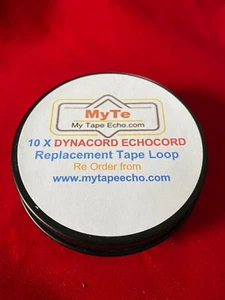 MyTe
My Tape Echo.com
10 X DYNACORD ECHOCORD
Replacement Tape Loop
Re Order from
www.mytapeecho.com